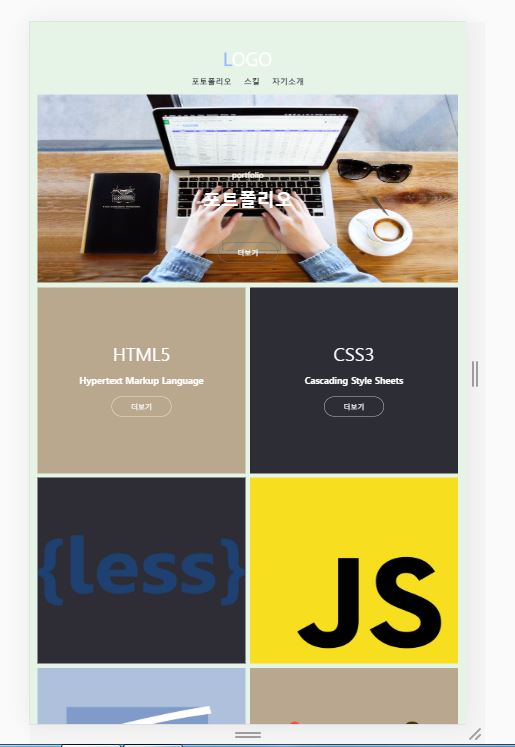 LOGO
포토폴리오 스킬 자기소개
portfolio
포트폴리오
더보기
HTML5
Hypertext Markup Language
더보기
CSS3
Cascading Style Sheets
더보기
{less}
JS